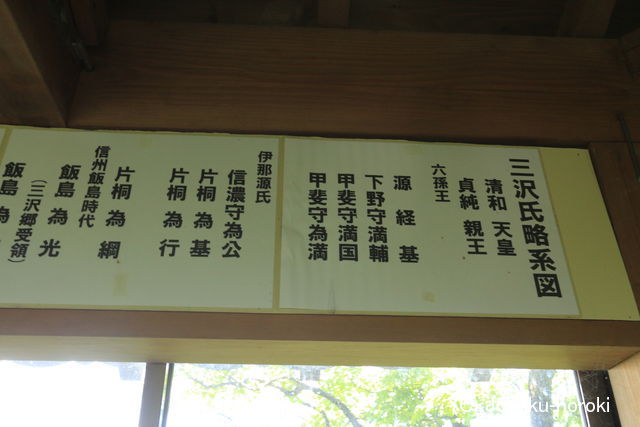 三沢氏略系図
清和 天皇
貞純 親王
六孫王
源 経 基
下野守満輔
甲斐守満国
甲斐守為満
伊那源氏
信濃守為公
片桐 為 基
片桐 為 行
片桐 為 綱
信州飯島時代
飯島 為 光
(三沢郷受領)
飯島 為